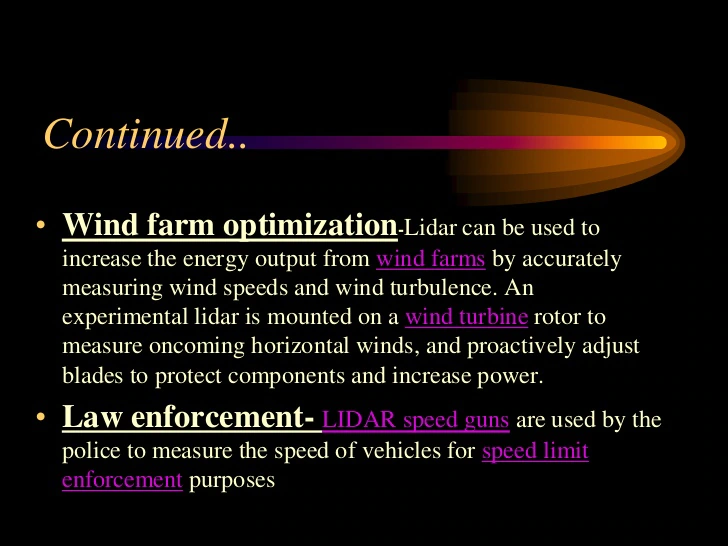 Continued..
• Wind farm optimization-Lidar can be used to
increase the energy output from wind farms by accurately
measuring wind speeds and wind turbulence. An
experimental lidar is mounted on a wind turbine rotor to
measure oncoming horizontal winds, and proactively adjust
blades to protect components and increase power.
• Law enforcement- LIDAR speed guns are used by the
police to measure the speed of vehicles for speed limit
enforcement purposes